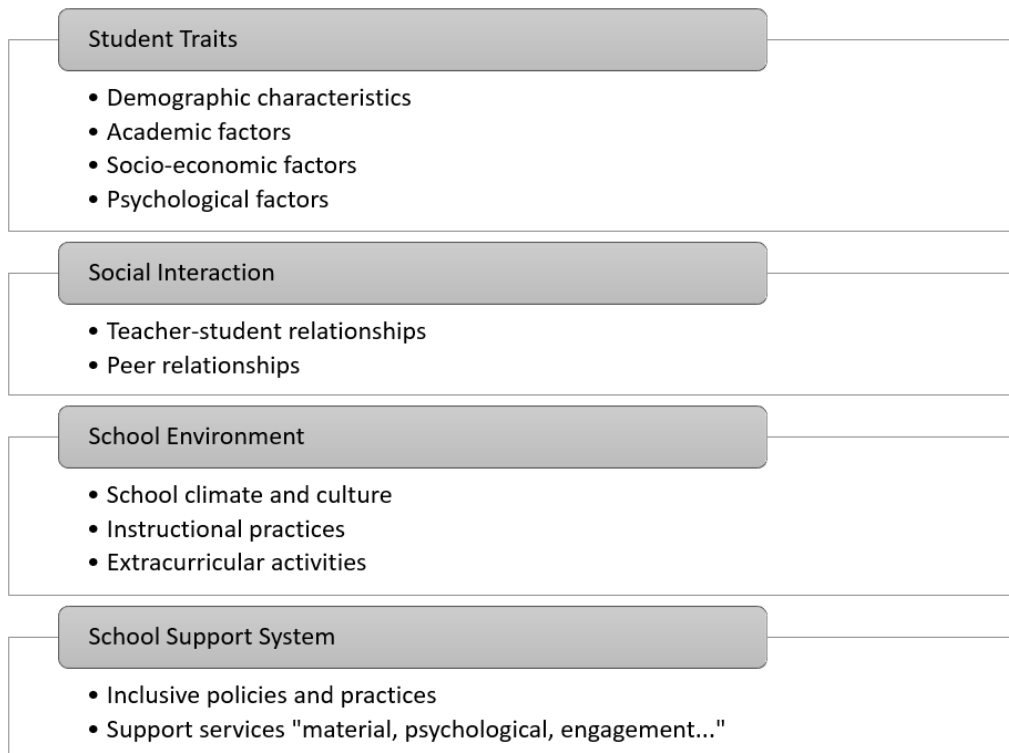 Student Traits
• Demographic characteristics
• Academic factors
• Socio-economic factors
• Psychological factors
Social Interaction
• Teacher-student relationships
• Peer relationships
School Environment
• School climate and culture
• Instructional practices
• Extracurricular activities
School Support System
• Inclusive policies and practices
• Support services "material, psychological, engagement..."